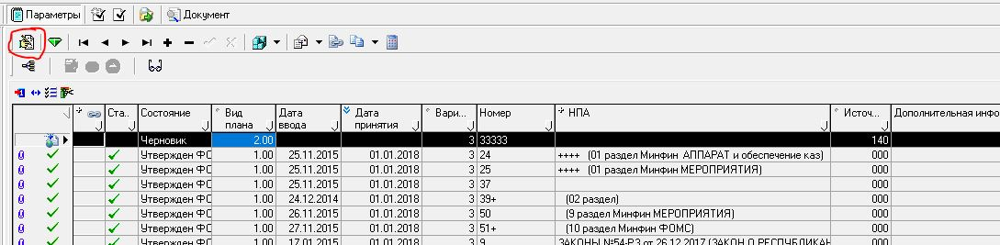 Параметры Документ
Ста... Состояние Вид плана Дата ввода Дата принятия Вари... Номер НПА Источ... Дополнительная инфо
Черновик 2.00 3 33333 140
Утвержден ФО 1.00 25.11.2015 01.01.2018 3 24 ++++ (01 раздел Минфин АППАРАТ и обеспечение каз) 000
Утвержден ФО 1.00 25.11.2015 01.01.2018 3 25 ++++ (01 раздел Минфин МЕРОПРИЯТИЯ) 000
Утвержден ФО 1.00 25.11.2015 01.01.2018 3 37 000
Утвержден ФО 1.00 24.12.2014 01.01.2018 3 39+ (02 раздел) 000
Утвержден ФО 1.00 26.11.2015 01.01.2018 3 50 (9 раздел Минфин МЕРОПРИЯТИЯ) 000
Утвержден ФО 1.00 27.11.2015 01.01.2018 3 51+ (10 раздел Минфин ФОМС) 000
Утвержден ФО 1.00 17.01.2015 01.01.2018 3 9 ЗАКОНЫ №54-РЗ от 26.12.2017 (ЗАКОН О РЕСПУБЛИКАН 000